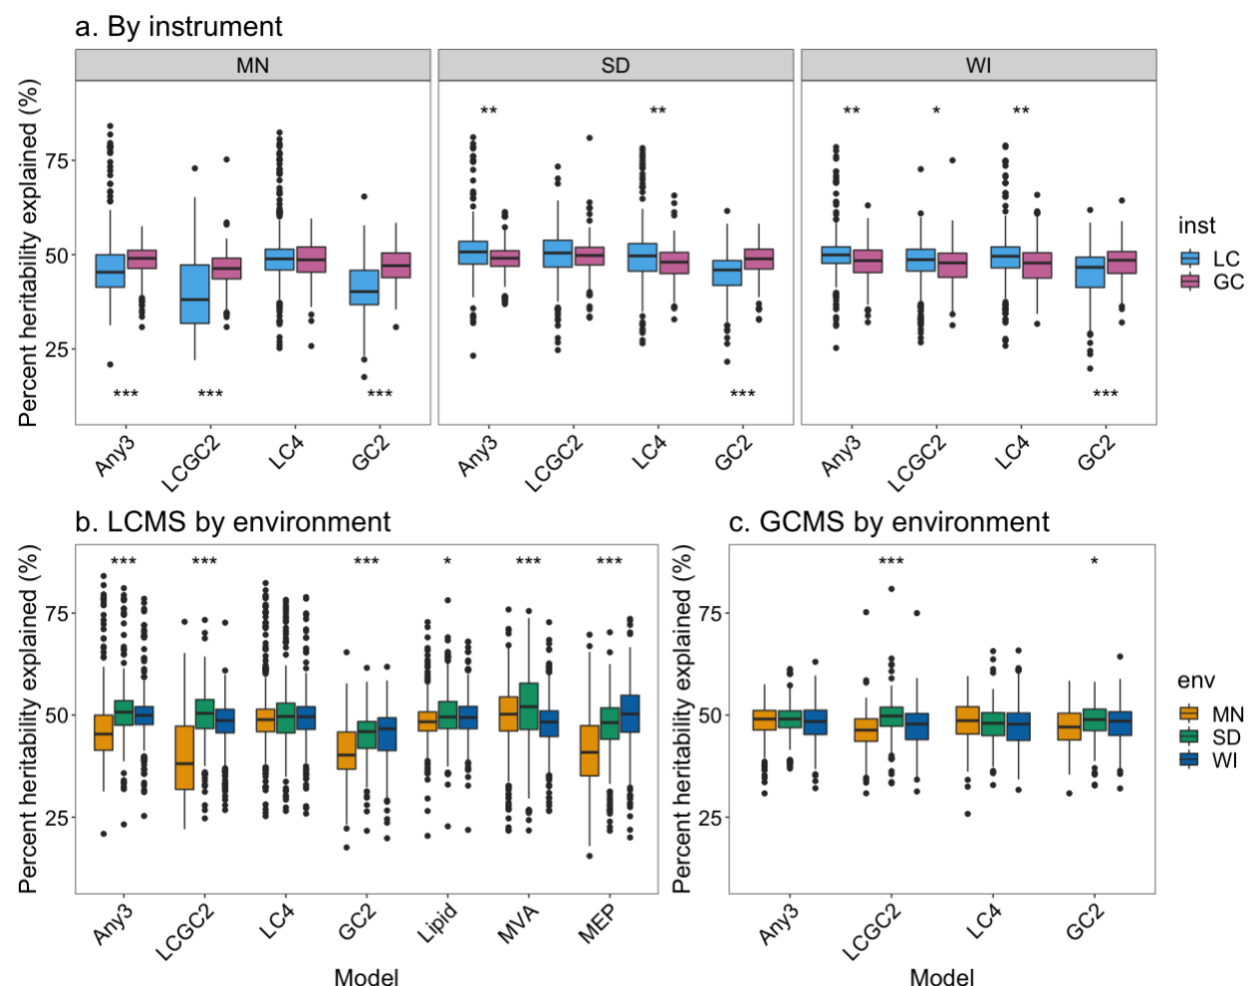 a. By instrument
MN SD WI
Percent heritability explained (%)
75
50
25
** ** ** * **
*** *** *** *** ***
Any3 LCGC2 LC4 GC2 Any3 LCGC2 LC4 GC2 Any3 LCGC2 LC4 GC2
inst
LC
GC
b. LCMS by environment
Percent heritability explained (%)
75
50
25
*** *** *** * *** ***
Any3 LCGC2 LC4 GC2 Lipid MVA MEP
Model
c. GCMS by environment
Percent heritability explained (%)
75
50
25
*** *
Any3 LCGC2 LC4 GC2
Model
env
MN
SD
WI